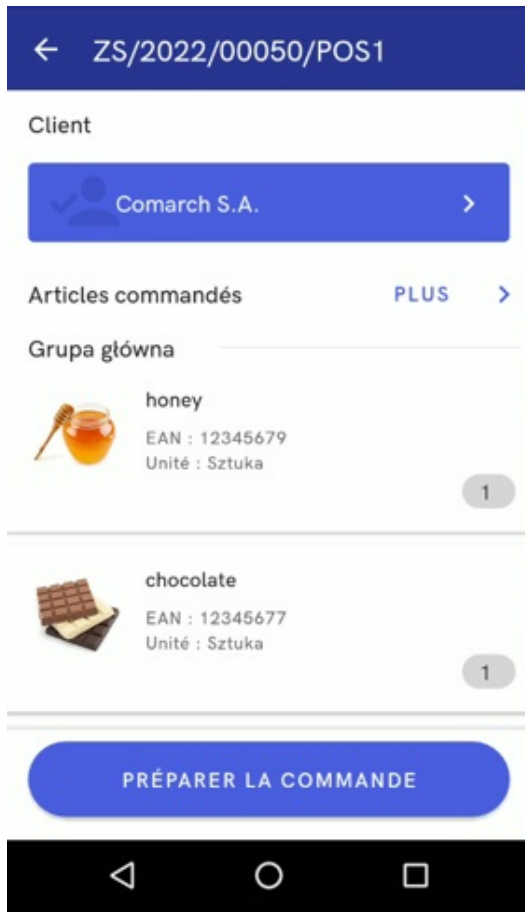 ZS/2022/00050/POS1
Client
Comarch S.A.
Articles commandés PLUS
Grupa główna
honey
EAN : 12345679
Unité : Sztuka
1
chocolate
EAN : 12345677
Unité : Sztuka
1
PRÉPARER LA COMMANDE